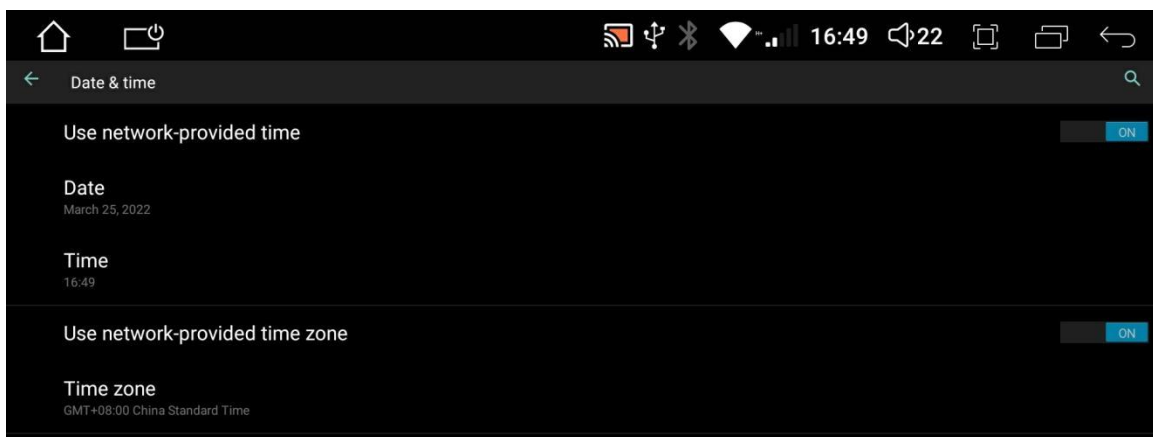 16:49 22
Date & time
Use network-provided time ON
Date
March 25, 2022
Time
16:49
Use network-provided time zone ON
Time zone
GMT+08:00 China Standard Time